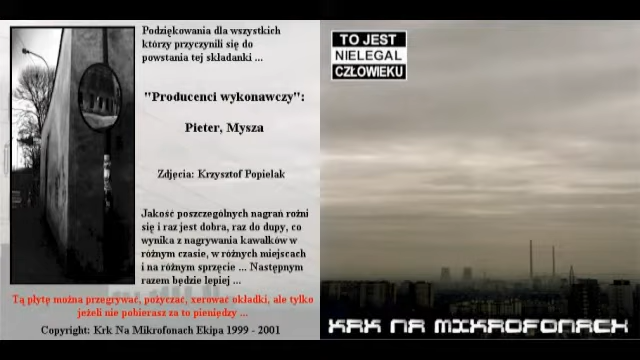 Podziękowania dla wszystkich
którzy przyczynili się do
powstania tej składanki ...
"Producenci wykonawczy":
Pieter, Mysza
Zdjęcia: Krzysztof Popielak
Jakość poszczególnych nagrań rożni
się i raz jest dobra, raz do dupy, co
wynika z nagrywania kawałków w
różnym czasie, w różnych miejscach
i na różnym sprzęcie ... Następnym
razem będzie lepiej ...
Tą płytę można przegrywać, pożyczać, xerować okładki, ale tylko
jeżeli nie pobierasz za to pieniędzy ...
Copyright: Krk Na Mikrofonach Ekipa 1999 - 2001
TO JEST
NIELEGAL
CZŁOWIEKU
KRK NA MIKROFONACH